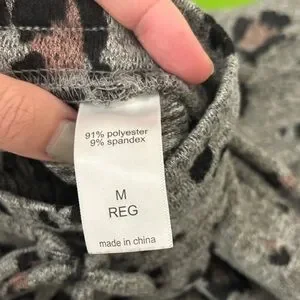 91% polyester
9% spandex
M
REG
made in china